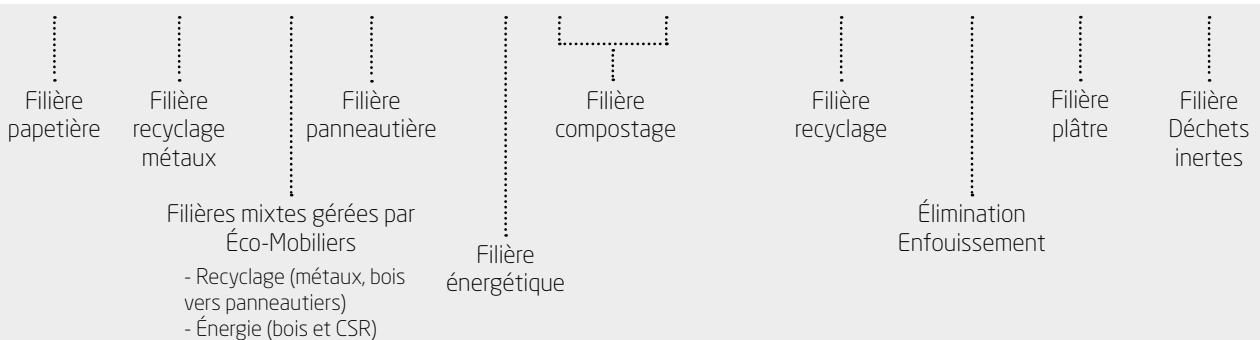 Filière
papetière
Filière
recyclage
métaux
Filière
panneautière
Filière
compostage
Filière
recyclage
Filière
plâtre
Filière
Déchets
inertes
Filières mixtes gérées par
Éco-Mobiliers
- Recyclage (métaux, bois
vers panneautiers)
- Énergie (bois et CSR)
Filière
énergétique
Élimination
Enfouissement